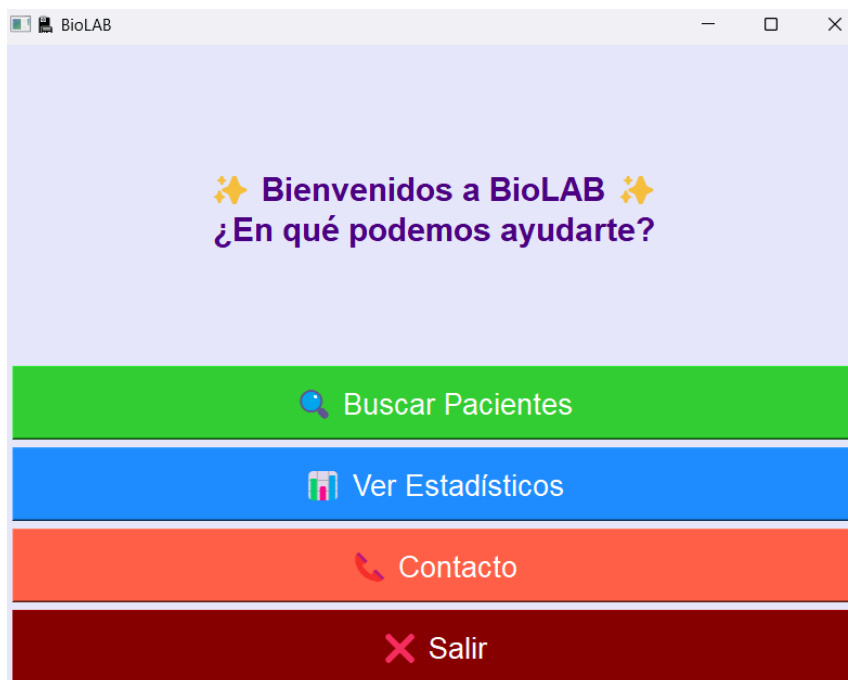 BioLAB
✨ Bienvenidos a BioLAB ✨
¿En qué podemos ayudarte?
🔍 Buscar Pacientes
📊 Ver Estadísticos
📞 Contacto
❌ Salir